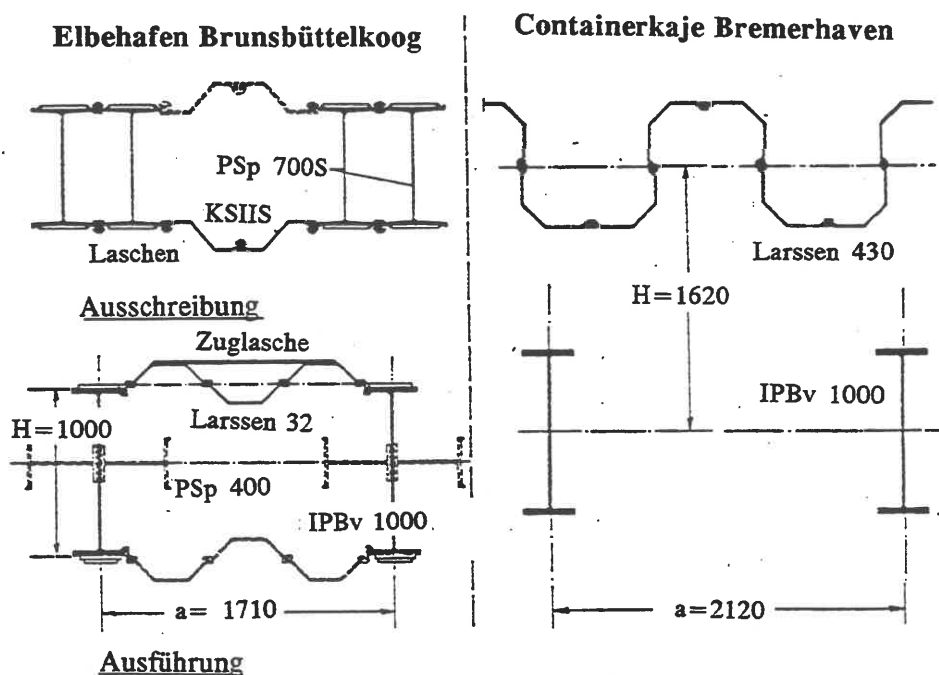 Elbehafen Brunsbüttelkoog
PSp 700S
KSIIS
Laschen
Ausschreibung
Zuglasche
H=1000
Larssen 32
PSp 400
IPBv 1000
a= 1710
Ausführung
Containerkaje Bremerhaven
Larssen 430
H=1620
IPBv 1000
a=2120